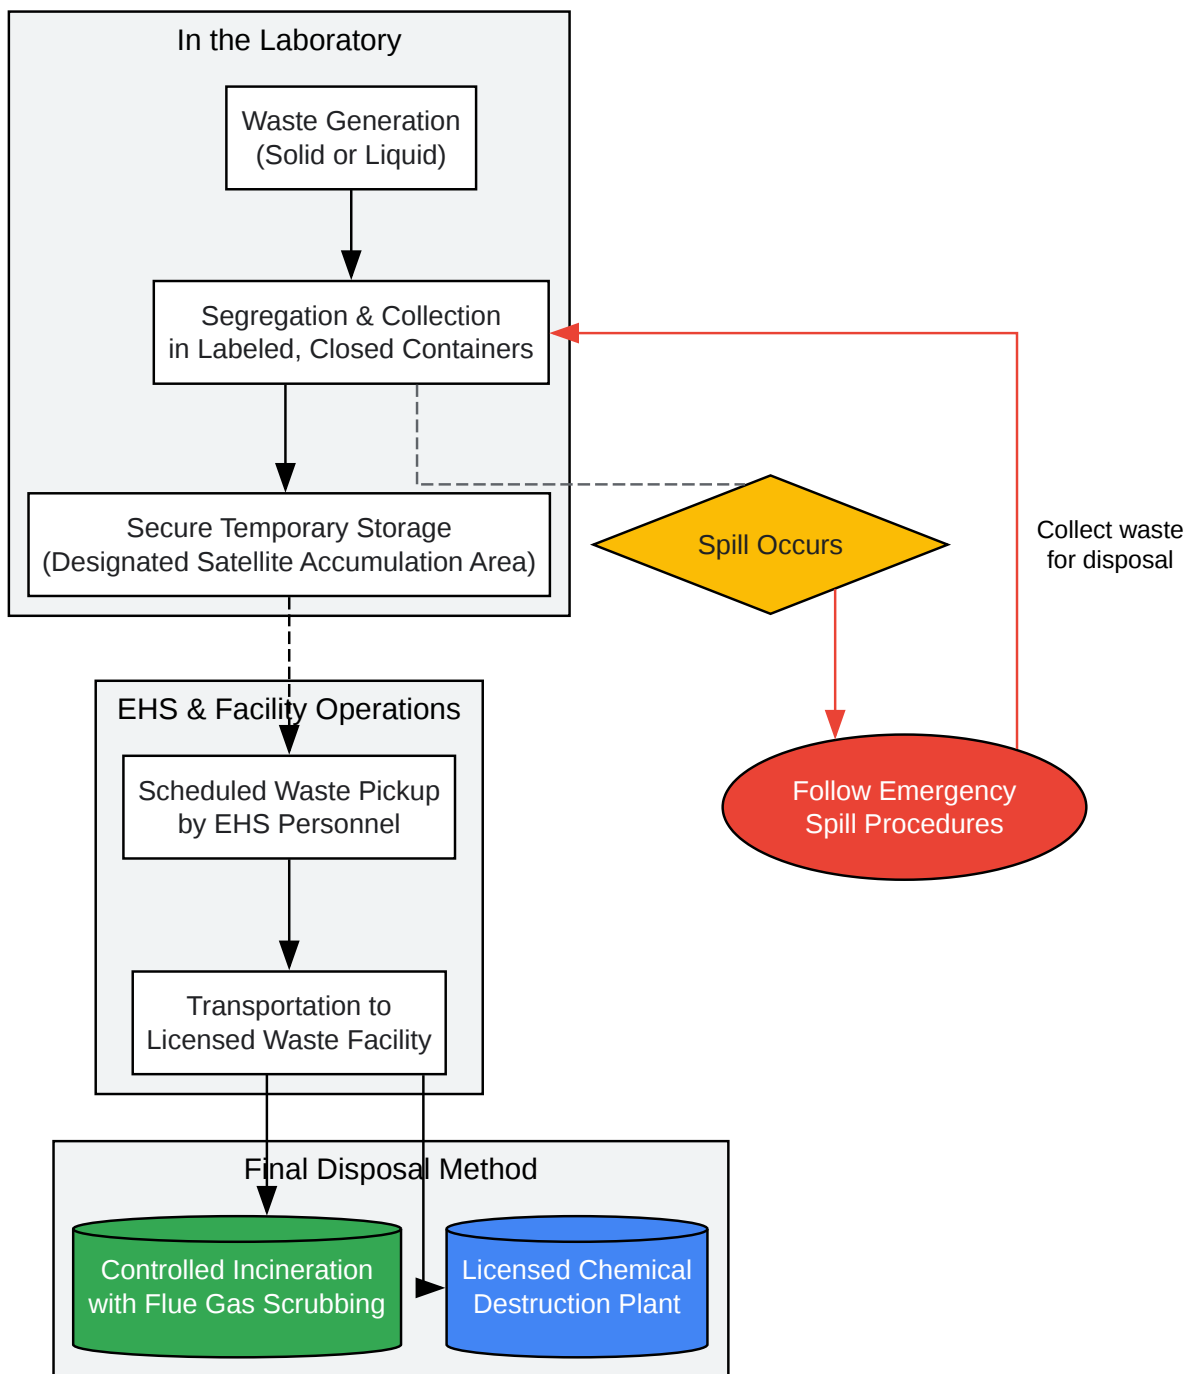 In the Laboratory
Waste Generation
(Solid or Liquid)
Segregation & Collection
in Labeled, Closed Containers
Secure Temporary Storage
(Designated Satellite Accumulation Area)
Spill Occurs
Collect waste
for disposal
EHS & Facility Operations
Scheduled Waste Pickup
by EHS Personnel
Follow Emergency
Spill Procedures
Transportation to
Licensed Waste Facility
Final Disposal Method
Controlled Incineration
with Flue Gas Scrubbing
Licensed Chemical
Destruction Plant